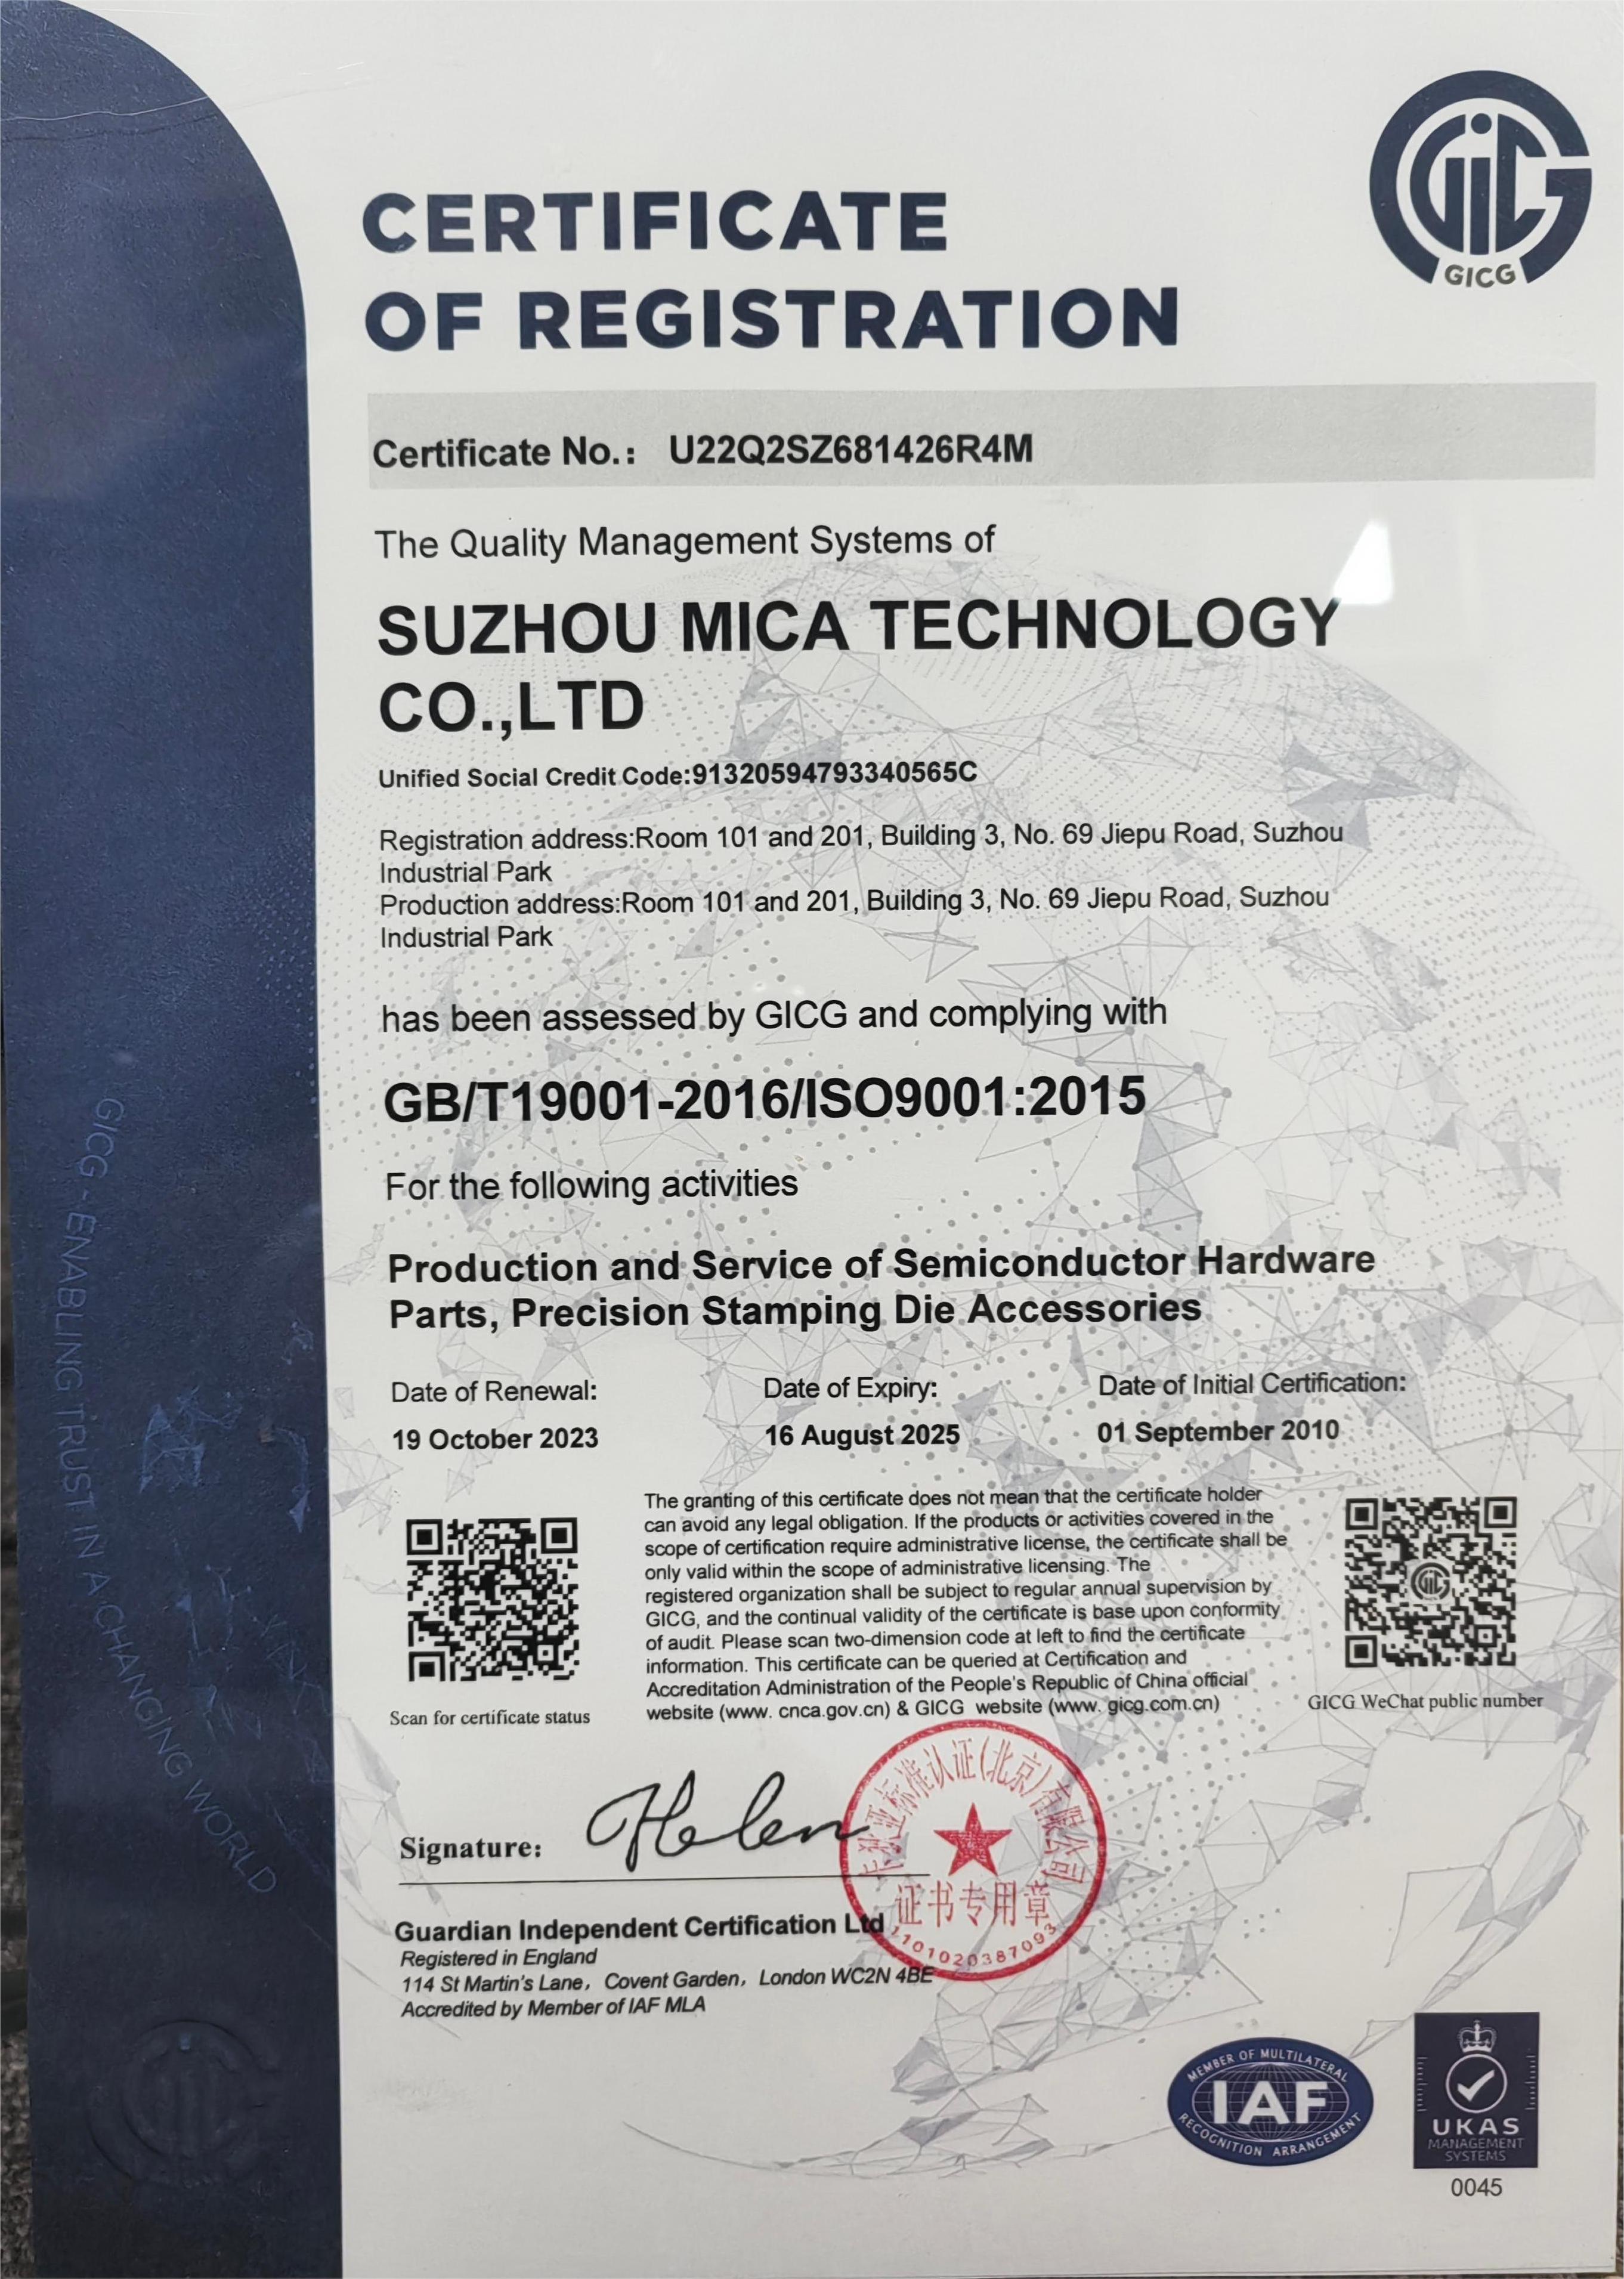 GICG
CERTIFICATE
OF REGISTRATION
Certificate No.: U22Q2SZ681426R4M
The Quality Management Systems of
SUZHOU MICA TECHNOLOGY
CO.,LTD
Unified Social Credit Code:91320594793340565C
Registration address:Room 101 and 201, Building 3, No. 69 Jiepu Road, Suzhou
Industrial Park
Production address:Room 101 and 201, Building 3, No. 69 Jiepu Road, Suzhou
Industrial Park
has been assessed by GICG and complying with
GB/T19001-2016/ISO9001:2015
For the following activities
Production and Service of Semiconductor Hardware
Parts, Precision Stamping Die Accessories
Date of Renewal:
19 October 2023
Date of Expiry:
16 August 2025
Date of Initial Certification:
01 September 2010
The granting of this certificate does not mean that the certificate holder
can avoid any legal obligation. If the products or activities covered in the
scope of certification require administrative license, the certificate shall be
only valid within the scope of administrative licensing. The
registered organization shall be subject to regular annual supervision by
GICG, and the continual validity of the certificate is base upon conformity
of audit. Please scan two-dimension code at left to find the certificate
information. This certificate can be queried at Certification and
Accreditation Administration of the People's Republic of China official
website (www. cnca.gov.cn) & GICG website (www. gicg.com.cn)
Scan for certificate status
GICG WeChat public number
Signature:
Helen
亚标准认证(北京)有限公司
证书专用章
1101020387093
Guardian Independent Certification Ltd
Registered in England
114 St Martin's Lane, Covent Garden, London WC2N 4BE
Accredited by Member of IAF MLA
MEMBER OF MULTILATERAL
IAF
RECOGNITION ARRANGEMENT
UKAS
MANAGEMENT
SYSTEMS
0045
GICG - ENABLING TRUST IN A CHANGING WORLD